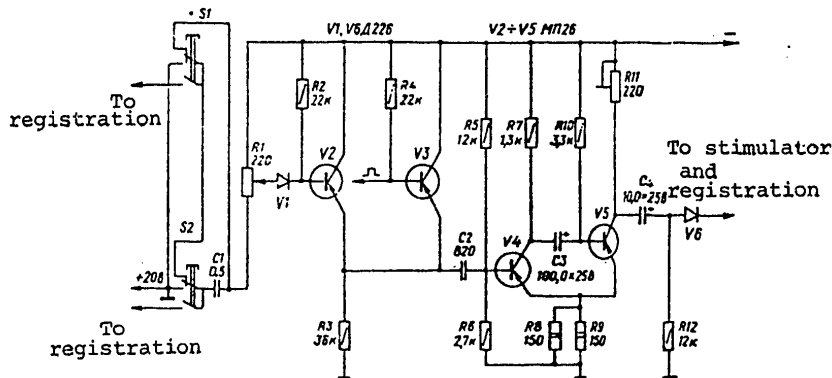 S1
V1, V6 Д226
V2÷V5 МП26
−
R2
22к
R4
22к
R11
220
To
registration
R5
12к
R7
1,3к
R10
3,3к
To stimulator
and
registration
R1
220
V2
V3
V1
C4
10,0×25В
V5
V6
S2
C2
820
V4
C3
100,0×25В
+20В
C1
0,5
To
registration
R3
36к
R6
2,7к
R8
150
R9
150
R12
12к